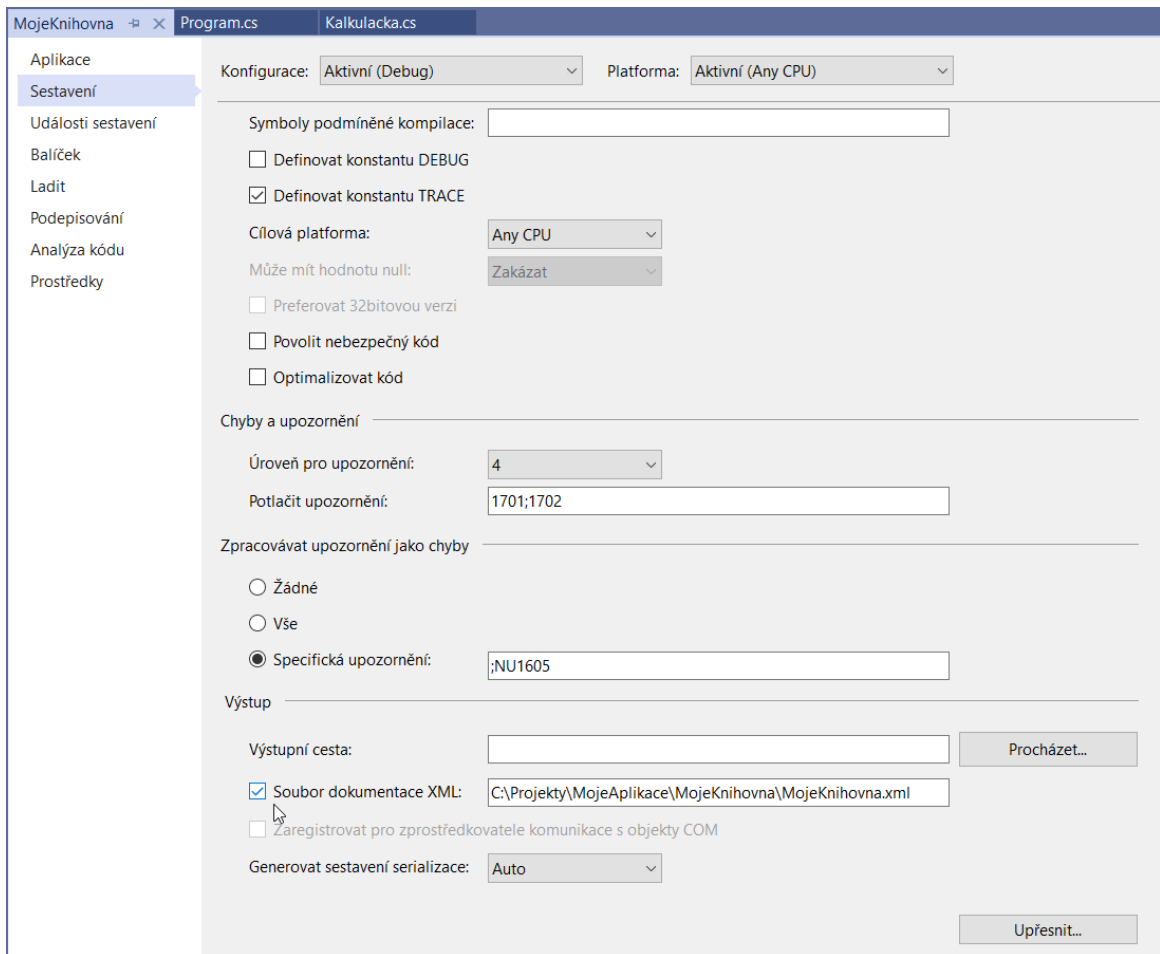 MojeKnihovna Program.cs Kalkulacka.cs
Aplikace
Sestavení
Události sestavení
Balíček
Ladit
Podepisování
Analýza kódu
Prostředky
Konfigurace: Aktivní (Debug) Platforma: Aktivní (Any CPU)
Symboly podmíněné kompilace:
Definovat konstantu DEBUG
Definovat konstantu TRACE
Cílová platforma: Any CPU
Může mít hodnotu null: Zakázat
Preferovat 32bitovou verzi
Povolit nebezpečný kód
Optimalizovat kód
Chyby a upozornění
Úroveň pro upozornění: 4
Potlačit upozornění: 1701;1702
Zpracovávat upozornění jako chyby
Žádné
Vše
Specifická upozornění: ;NU1605
Výstup
Výstupní cesta: Procházet...
Soubor dokumentace XML: C:\Projekty\MojeAplikace\MojeKnihovna\MojeKnihovna.xml
Zaregistrovat pro zprostředkovatele komunikace s objekty COM
Generovat sestavení serializace: Auto
Upřesnit...